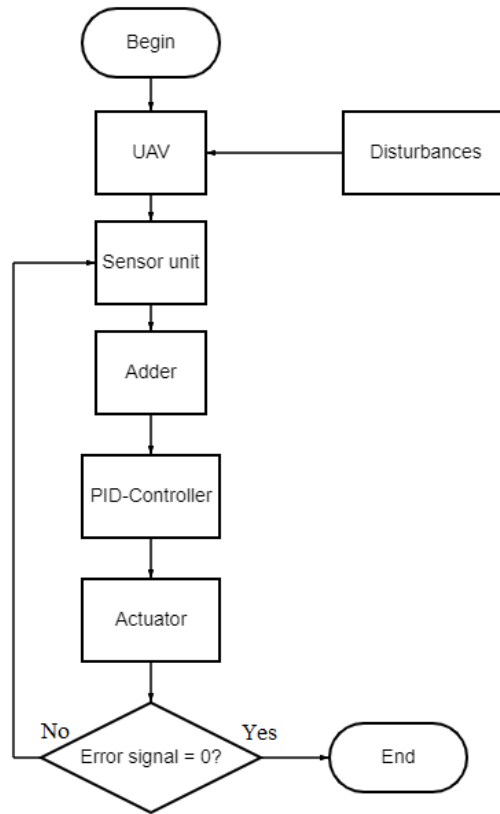 Begin
UAV
Disturbances
Sensor unit
Adder
PID-Controller
Actuator
No
Yes
Error signal = 0?
End